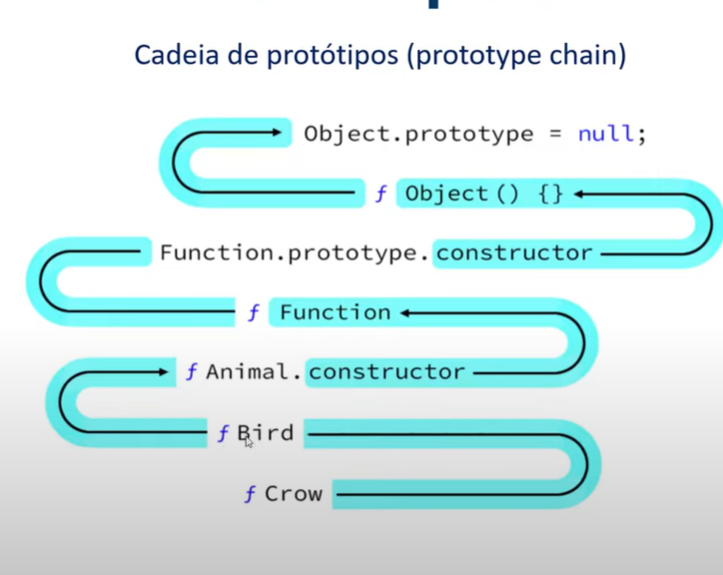 Cadeia de protótipos (prototype chain)
Object.prototype = null;
f Object() {}
Function.prototype.constructor
f Function
f Animal.constructor
f Bird
f Crow